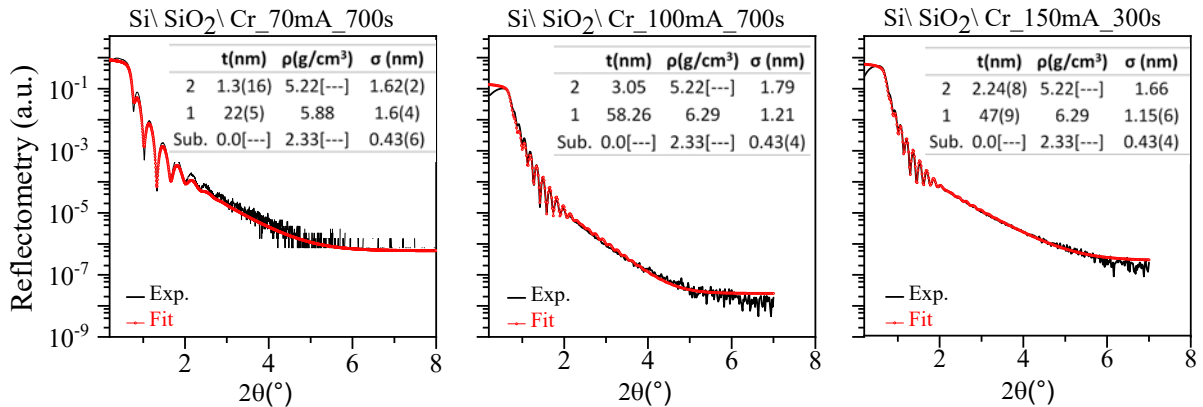 Si\ SiO2\ Cr_70mA_700s
t(nm) ρ(g/cm³) σ (nm)
2 1.3(16) 5.22[---] 1.62(2)
1 22(5) 5.88 1.6(4)
Sub. 0.0[---] 2.33[---] 0.43(6)
Reflectometry (a.u.)
10-1
10-3
10-5
10-7
10-9
Exp.
Fit
2 4 6 8
2θ(°)
Si\ SiO2\ Cr_100mA_700s
t(nm) ρ(g/cm³) σ (nm)
2 3.05 5.22[---] 1.79
1 58.26 6.29 1.21
Sub. 0.0[---] 2.33[---] 0.43(4)
Exp.
Fit
2 4 6 8
2θ(°)
Si\ SiO2\ Cr_150mA_300s
t(nm) ρ(g/cm³) σ (nm)
2 2.24(8) 5.22[---] 1.66
1 47(9) 6.29 1.15(6)
Sub. 0.0[---] 2.33[---] 0.43(4)
Exp.
Fit
2 4 6 8
2θ(°)